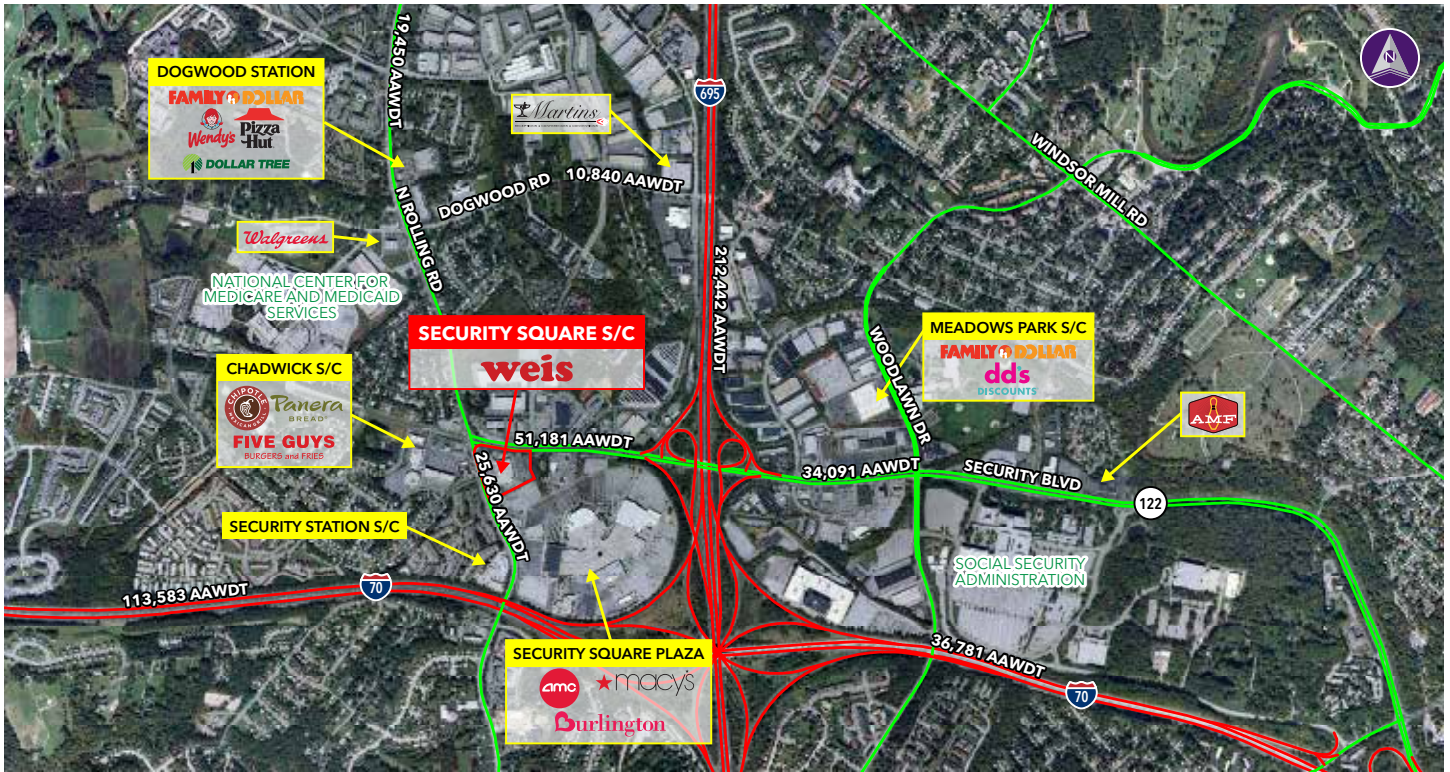 19,450 AAWDT
N
DOGWOOD STATION
FAMILY DOLLAR
Wendy's
Pizza
Hut
DOLLAR TREE
Martins
695
WINDSOR MILL RD
DOGWOOD RD
10,840 AAWDT
N ROLLING RD
Walgreens
212,442 AAWDT
NATIONAL CENTER FOR
MEDICARE AND MEDICAID
SERVICES
SECURITY SQUARE S/C
weis
WOODLAWN DR
MEADOWS PARK S/C
FAMILY DOLLAR
dds
DISCOUNTS
CHADWICK S/C
CHIPOTLE
MEXICAN GRILL
Panera
BREAD
FIVE GUYS
BURGERS and FRIES
AMF
51,181 AAWDT
25,630 AAWDT
34,091 AAWDT
SECURITY BLVD
122
SECURITY STATION S/C
SOCIAL SECURITY
ADMINISTRATION
113,583 AAWDT
70
SECURITY SQUARE PLAZA
amc
macy's
Burlington
36,781 AAWDT
70